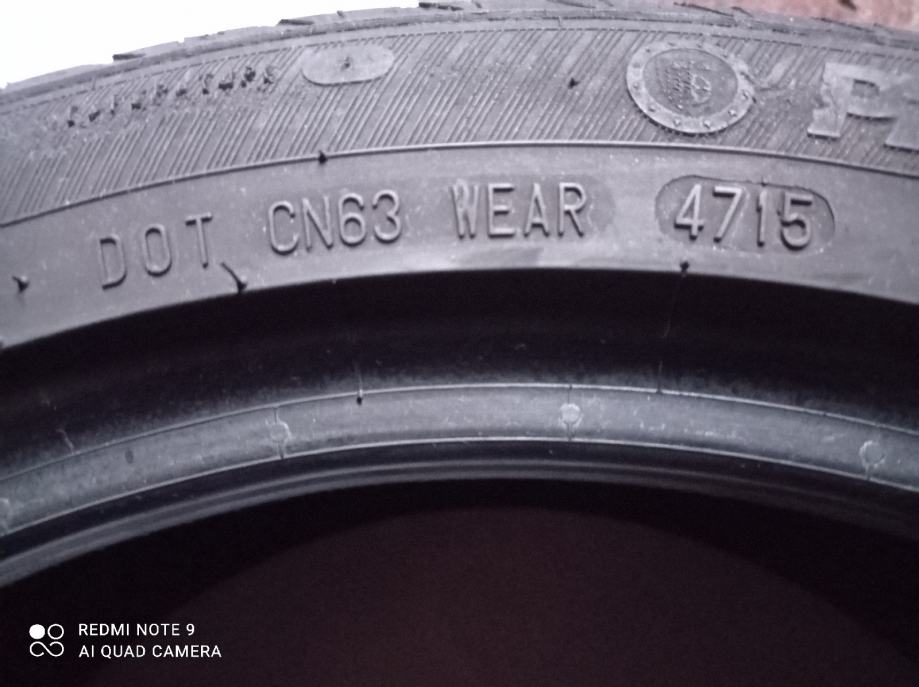 DOT CN63 WEAR 4715
REDMI NOTE 9
AI QUAD CAMERA